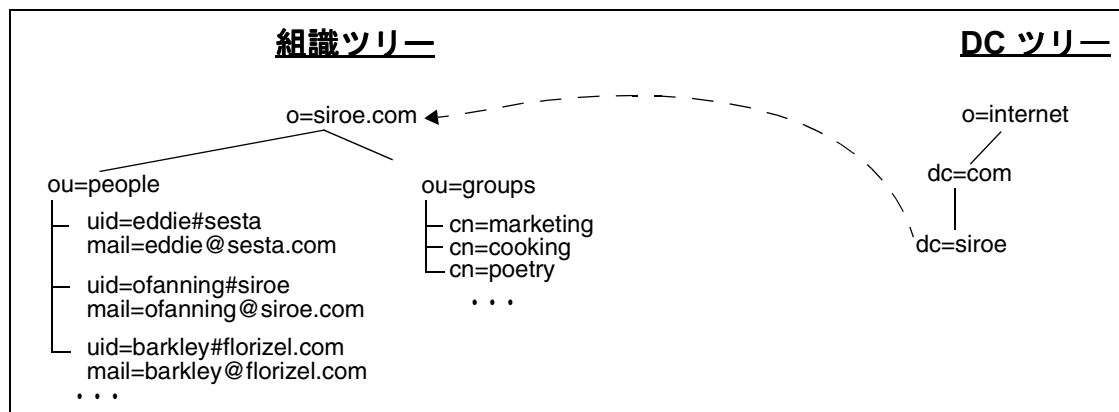 組識ツリー
DC ツリー
o=siroe.com
o=internet
dc=com
dc=siroe
ou=people
ou=groups
uid=eddie#sesta
mail=eddie@sesta.com
uid=ofanning#siroe
mail=ofanning@siroe.com
uid=barkley#florizel.com
mail=barkley@florizel.com
• • •
cn=marketing
cn=cooking
cn=poetry
• • •